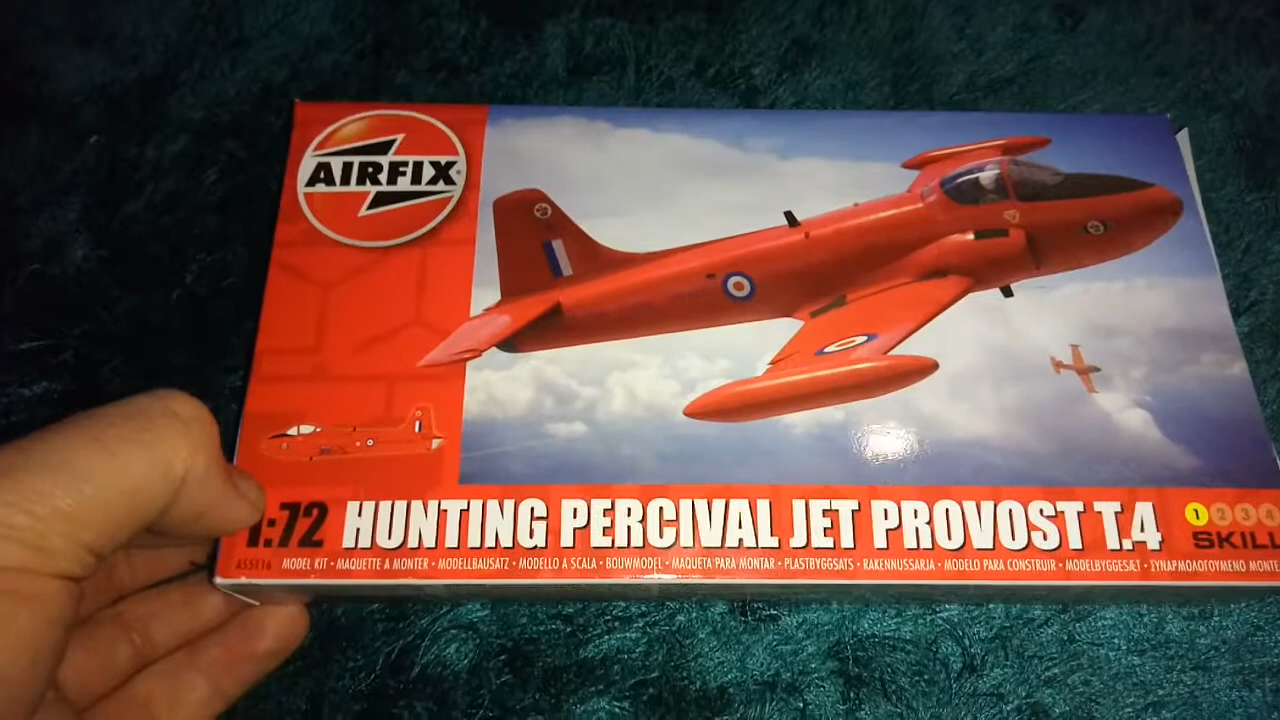 AIRFIX
1:72 HUNTING PERCIVAL JET PROVOST T.4
1 2 3 4
SKILL
MODEL KIT • MAQUETTE A MONTER • MODELLBAUSATZ • MODELLO A SCALA • BOUWMODEL • MAQUETA PARA MONTAR • PLASTBYGGSATS • RAKENNUSSARJA • MODELO PARA CONSTRUIR • MODELBYGGESÆT • ΣΥΝΑΡΜΟΛΟΓΟΥΜΕΝΟ